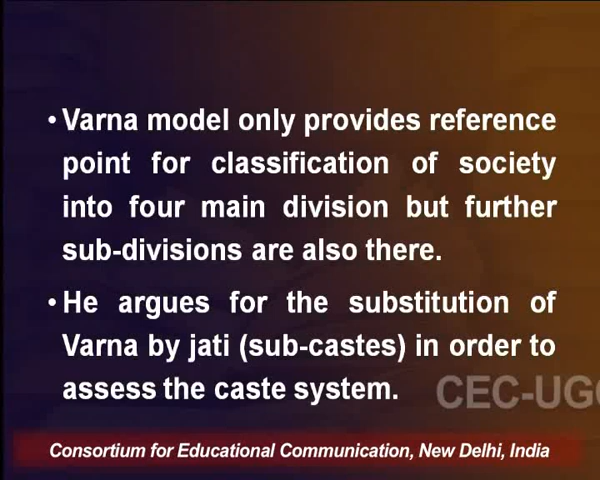 • Varna model only provides reference
point for classification of society
into four main division but further
sub-divisions are also there.
• He argues for the substitution of
Varna by jati (sub-castes) in order to
assess the caste system.
CEC-UGC
Consortium for Educational Communication, New Delhi, India